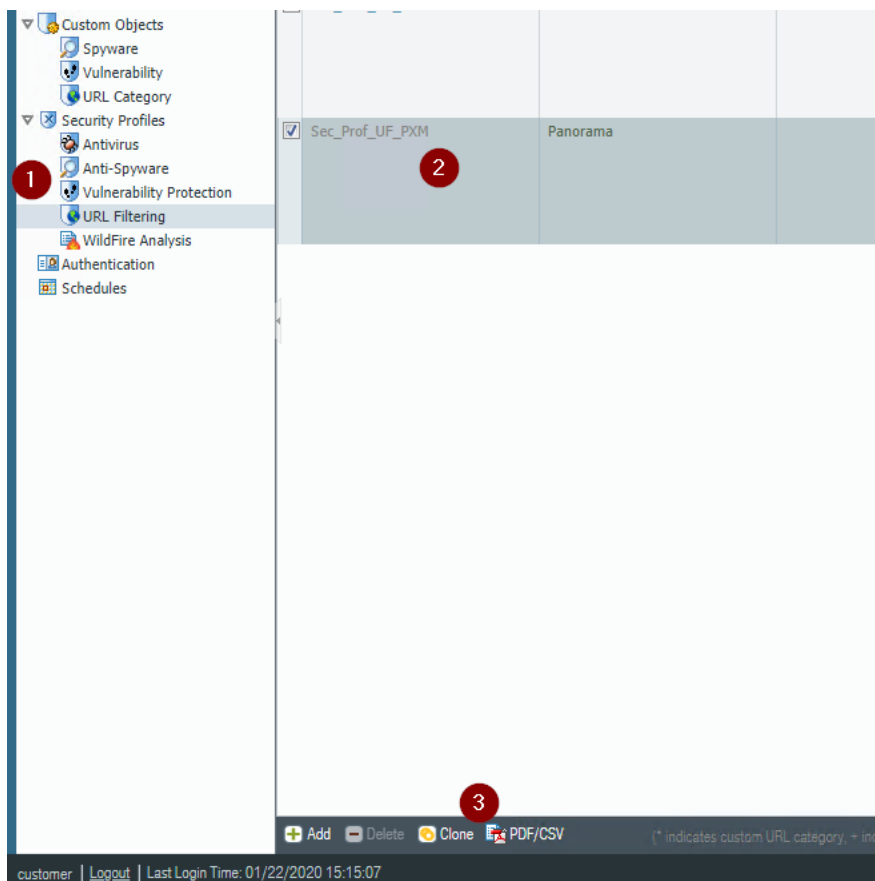 Custom Objects
Spyware
Vulnerability
URL Category
Security Profiles
Antivirus
Anti-Spyware
1
Vulnerability Protection
URL Filtering
WildFire Analysis
Authentication
Schedules
Sec_Prof_UF_PXM Panorama
2
3
Add Delete Clone PDF/CSV (* indicates custom URL category, + 
customer | Logout | Last Login Time: 01/22/2020 15:15:07